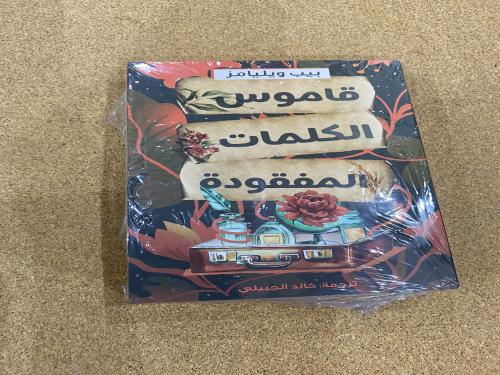 بيب ويليامز
قاموس
الكلمات
المفقودة
ترجمة: خالد الجبيلي